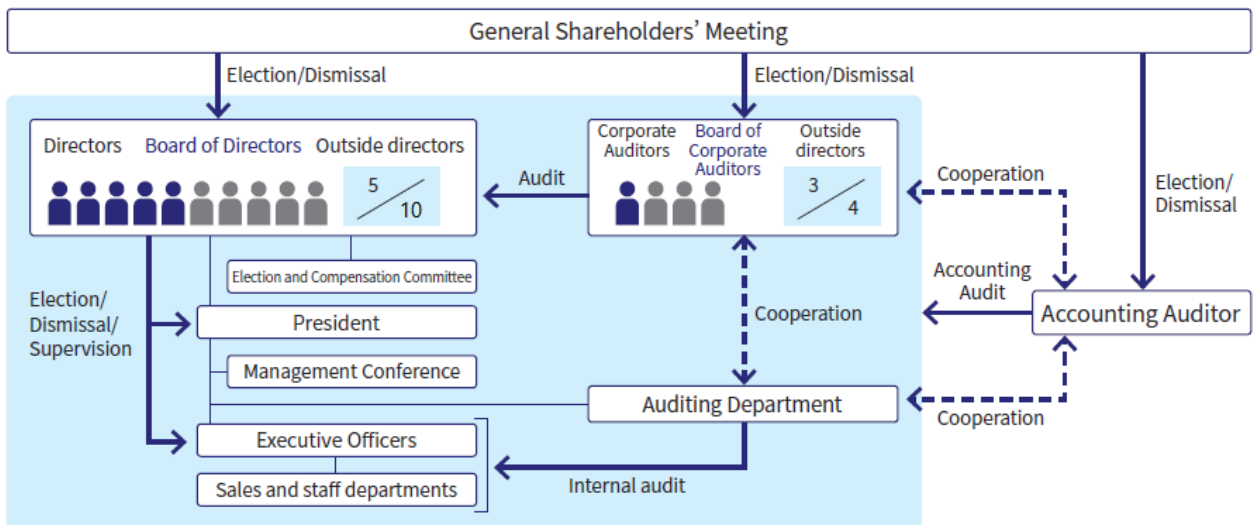 General Shareholders’ Meeting
Election/Dismissal
Election/Dismissal
Directors
Board of Directors
Outside directors
5
10
Audit
Corporate
Auditors
Board of
Corporate
Auditors
Outside
directors
3
4
Cooperation
Election/
Dismissal
Election and Compensation Committee
Election/
Dismissal/
Supervision
President
Cooperation
Accounting
Audit
Accounting Auditor
Management Conference
Auditing Department
Cooperation
Executive Officers
Sales and staff departments
Internal audit